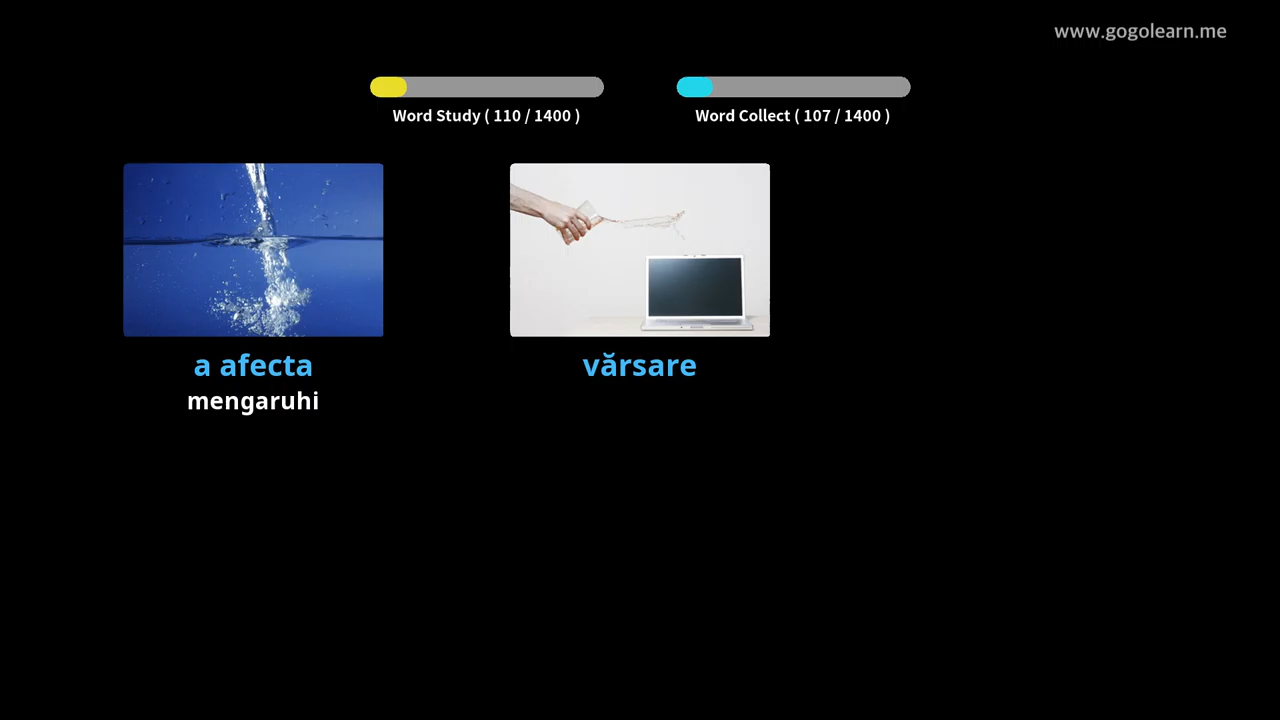 www.gogolearn.me
Word Study ( 110 / 1400 )
Word Collect ( 107 / 1400 )
a afecta
vărsare
mengaruhi